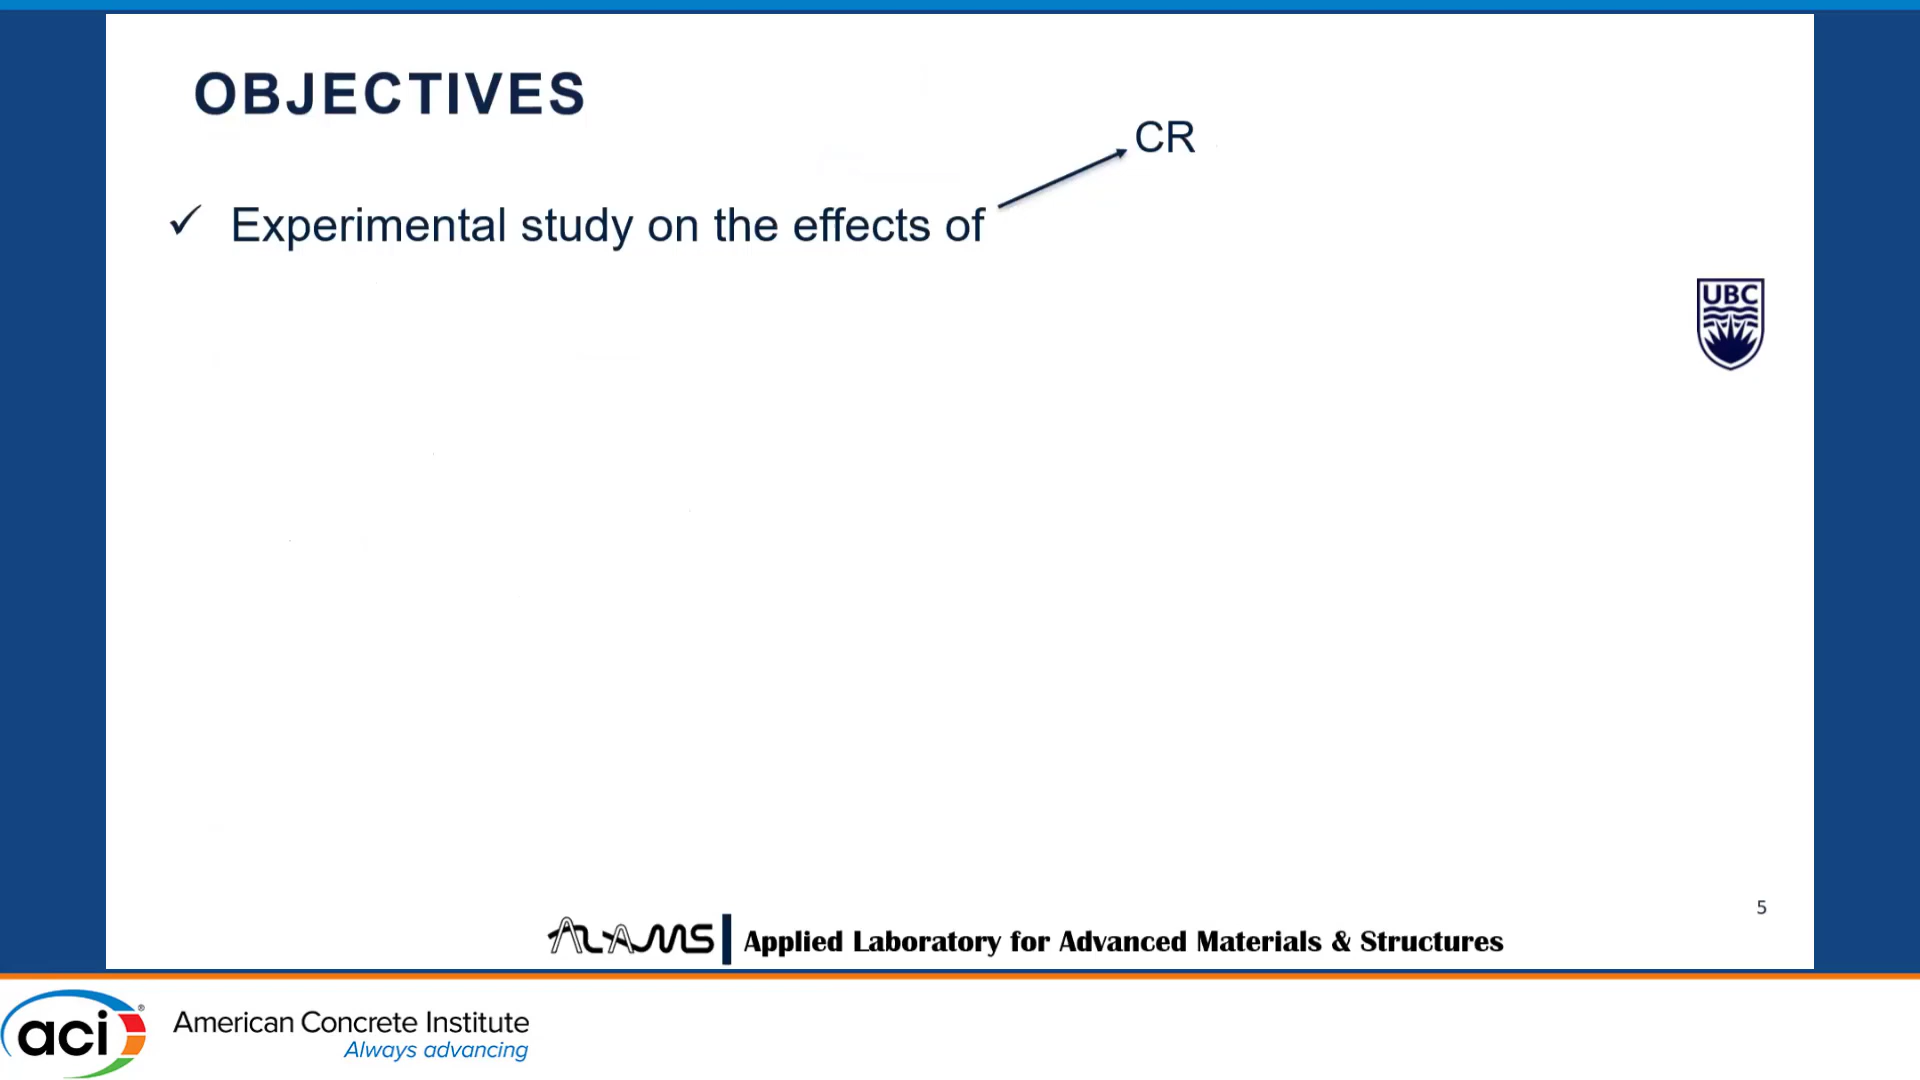 OBJECTIVES
CR
✓ Experimental study on the effects of
UBC
5
ALAMS
Applied Laboratory for Advanced Materials & Structures
aci®
American Concrete Institute
Always advancing